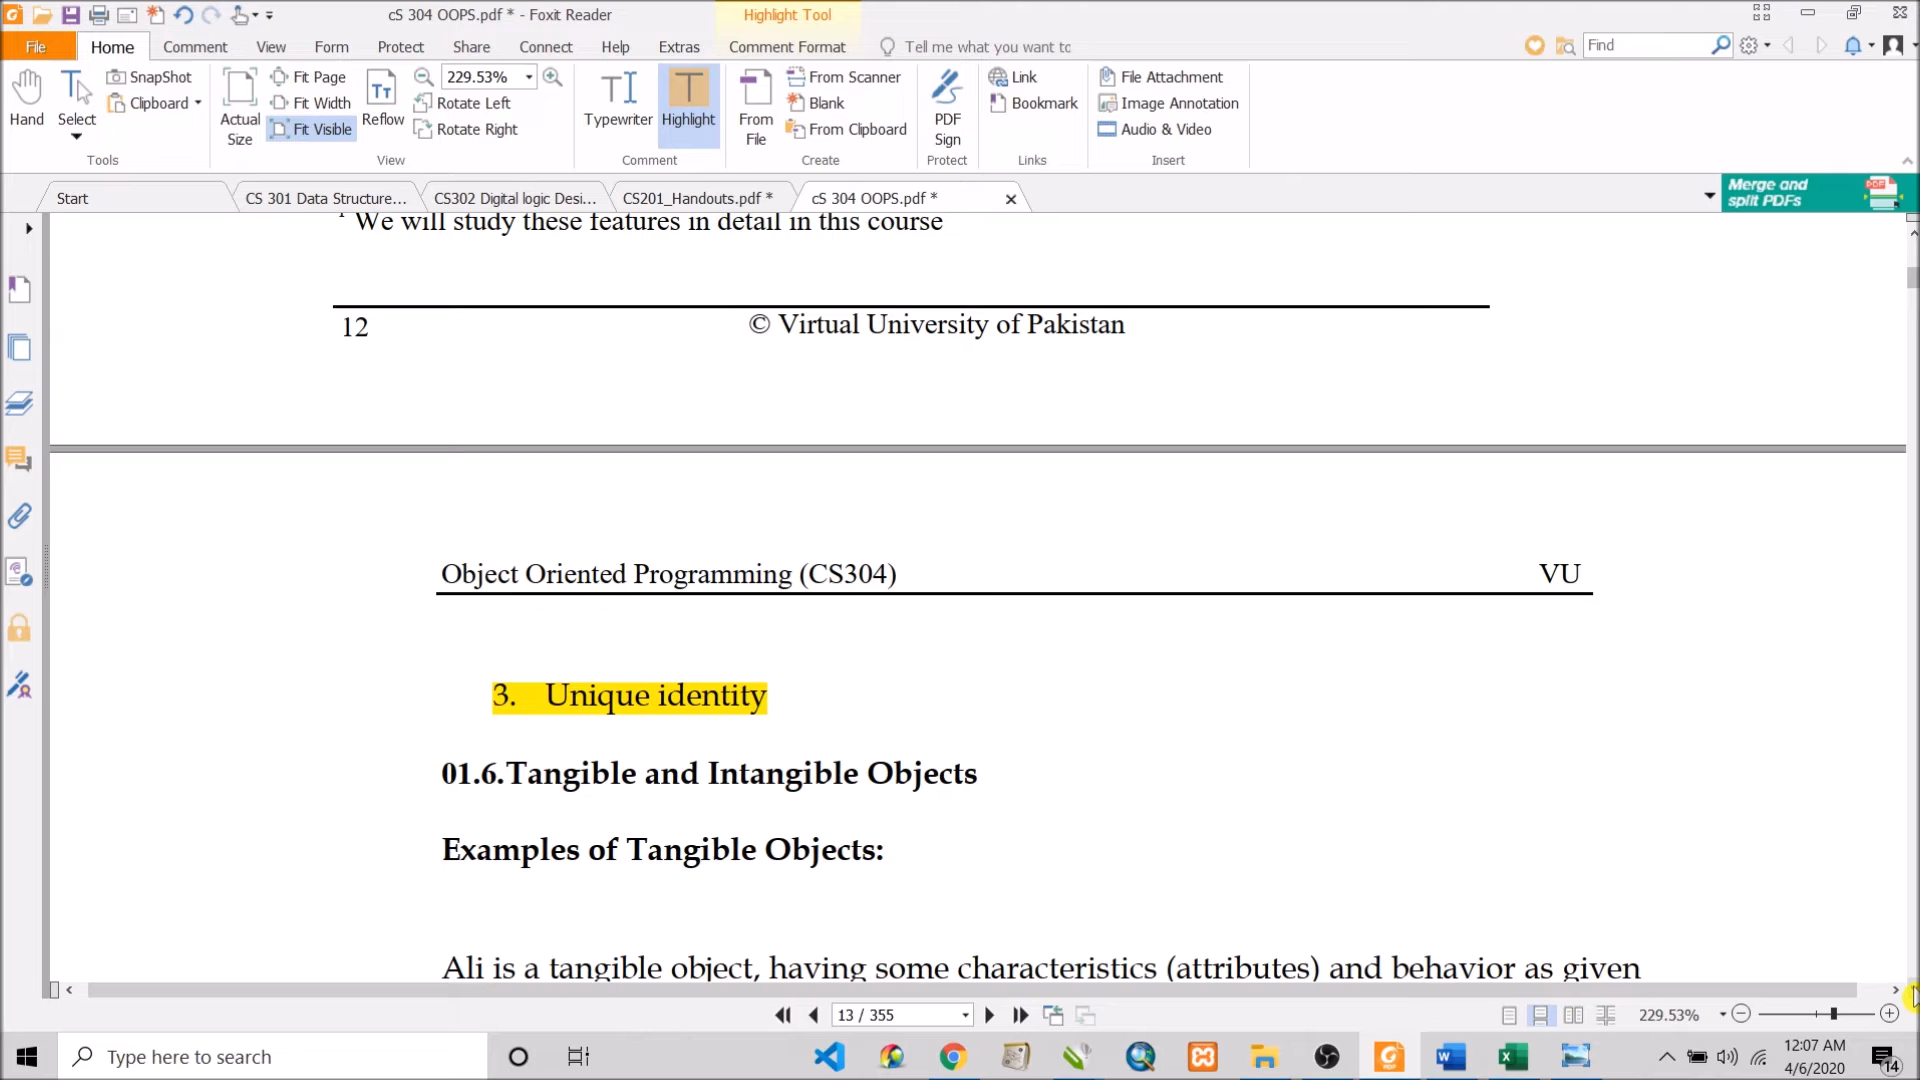 cS 304 OOPS.pdf * - Foxit Reader
Highlight Tool
File Home Comment View Form Protect Share Connect Help Extras Comment Format Tell me what you want to Find
Hand
Select
SnapShot
Clipboard
Tools
Actual Size
Fit Page
Fit Width
Fit Visible
Reflow
229.53%
Rotate Left
Rotate Right
View
Typewriter
Highlight
Comment
From File
From Scanner
Blank
From Clipboard
Create
PDF Sign
Protect
Link
Bookmark
Links
File Attachment
Image Annotation
Audio & Video
Insert
Start
CS 301 Data Structure...
CS302 Digital logic Desi...
CS201_Handouts.pdf *
cS 304 OOPS.pdf *
Merge and split PDFs
We will study these features in detail in this course
12 © Virtual University of Pakistan
Object Oriented Programming (CS304) VU
3. Unique identity
01.6.Tangible and Intangible Objects
Examples of Tangible Objects:
Ali is a tangible object, having some characteristics (attributes) and behavior as given
13 / 355
229.53%
Type here to search
12:07 AM
4/6/2020
14